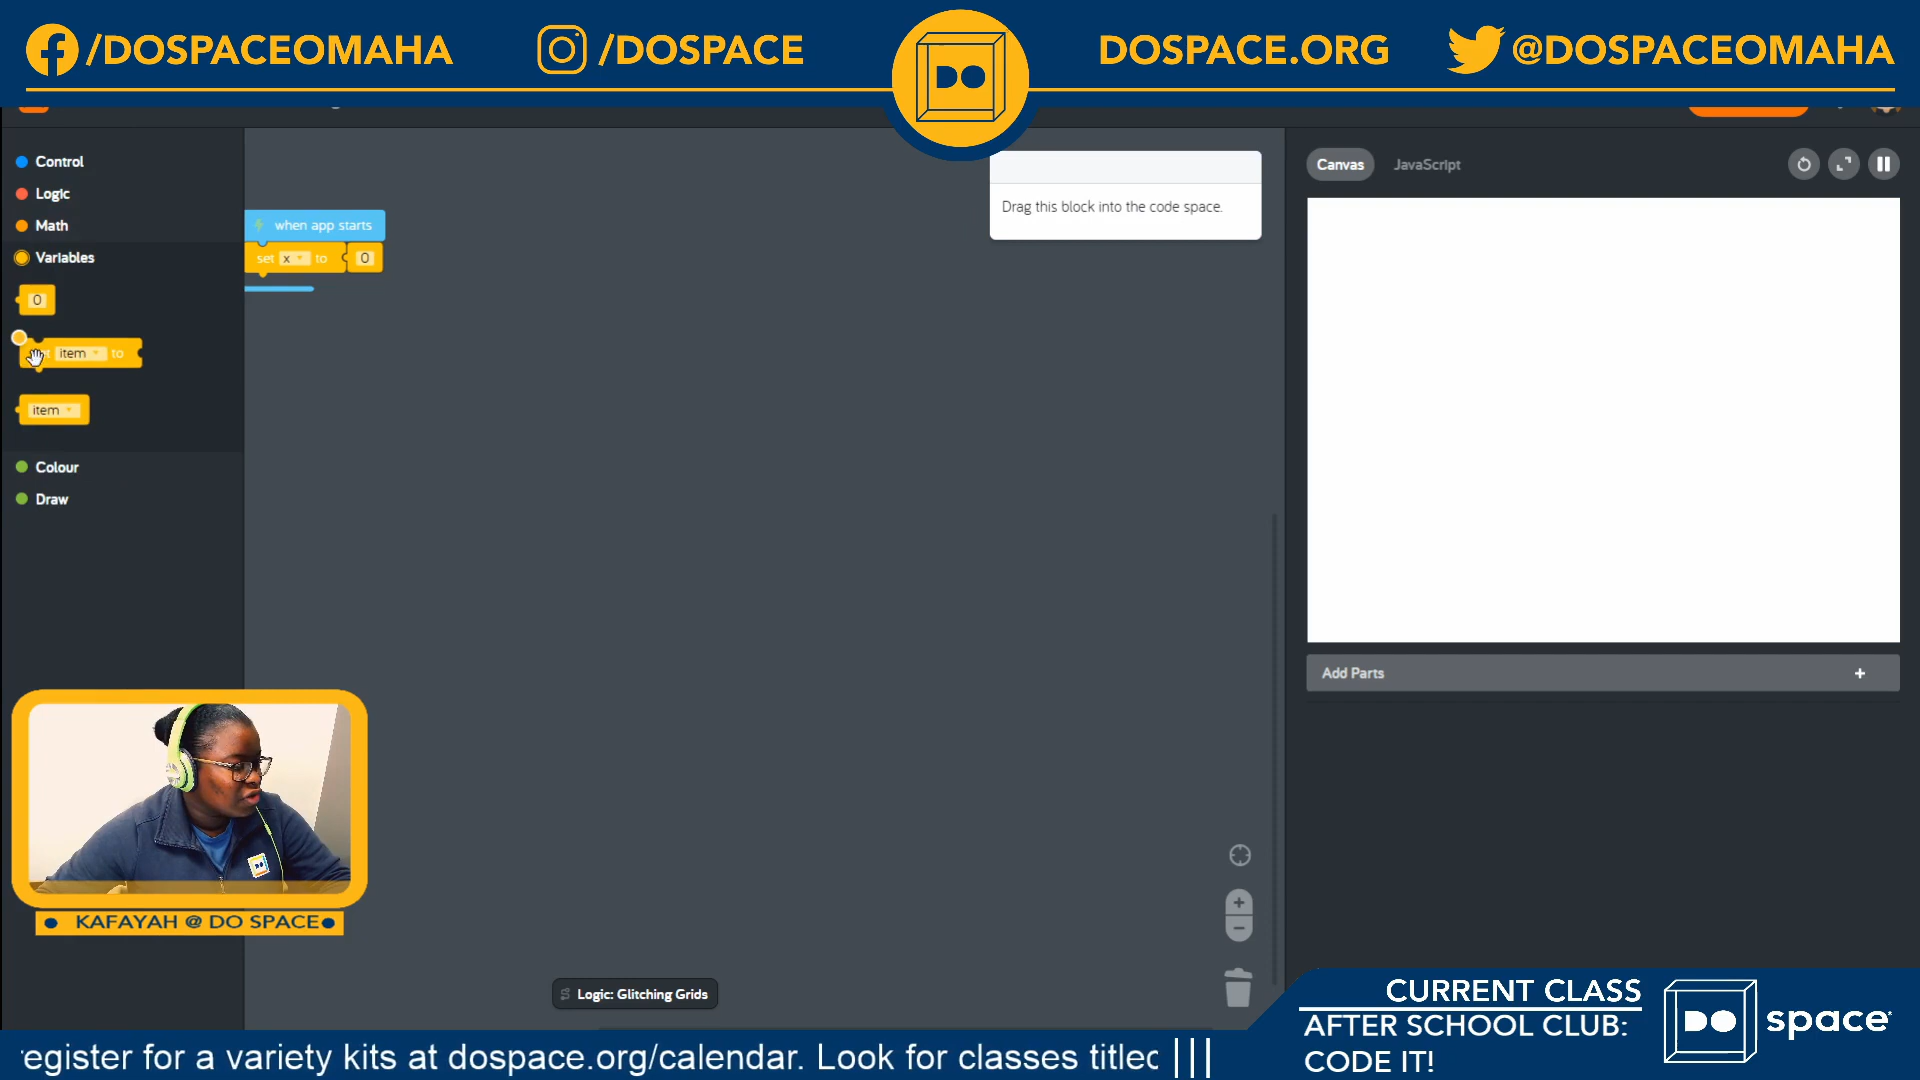 /DOSPACEOMAHA
/DOSPACE
DO
DOSPACE.ORG
@DOSPACEOMAHA
Control
Logic
Math
Variables
0
item to
item
Colour
Draw
when app starts
set x to 0
Drag this block into the code space.
Canvas JavaScript
Add Parts +
KAFAYAH @ DO SPACE
Logic: Glitching Grids
CURRENT CLASS
AFTER SCHOOL CLUB:
CODE IT!
DO space
egister for a variety kits at dospace.org/calendar. Look for classes titled |||